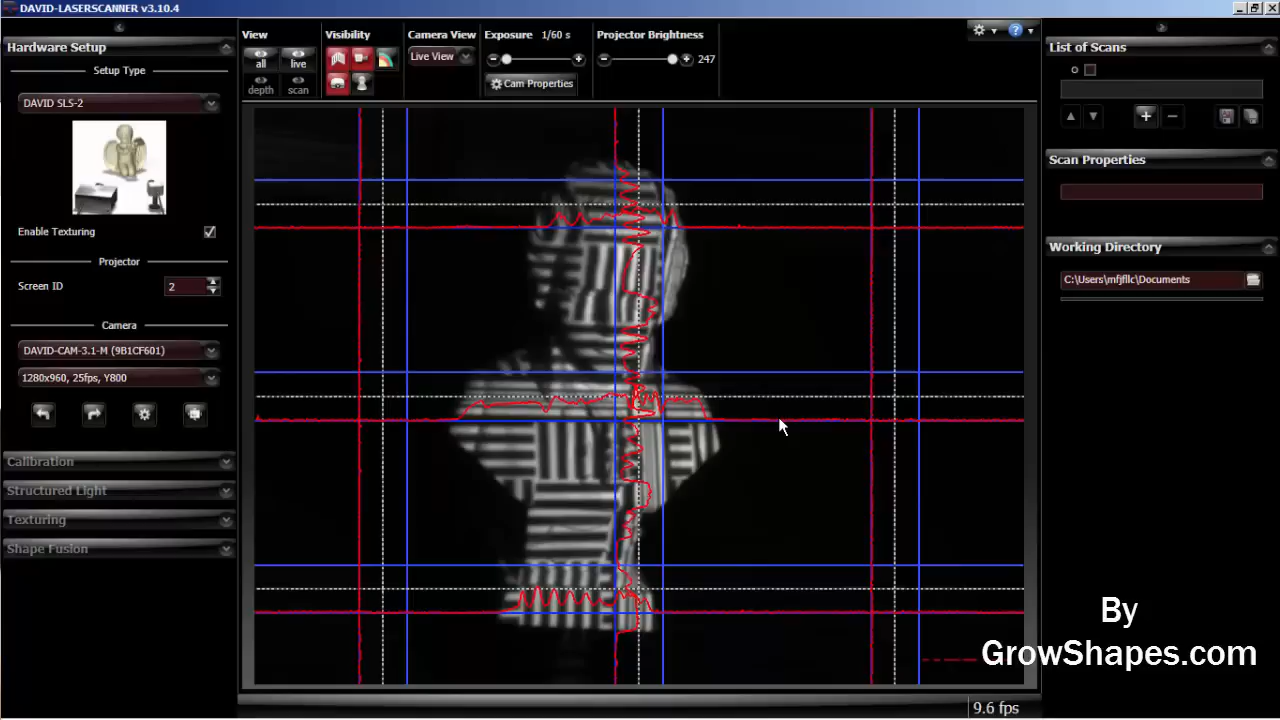 DAVID-LASERSCANNER v3.10.4
Hardware Setup
Setup Type
DAVID SLS-2
Enable Texturing
Projector
Screen ID
2
Camera
DAVID-CAM-3.1-M (9B1CF601)
1280x960, 25fps, Y800
Calibration
Structured Light
Texturing
Shape Fusion
View
all
live
depth
scan
Visibility
Camera View
Live View
Exposure 1/60 s
Cam Properties
Projector Brightness
247
List of Scans
Scan Properties
Working Directory
C:\Users\mfjfllc\Documents
By
GrowShapes.com
9.6 fps